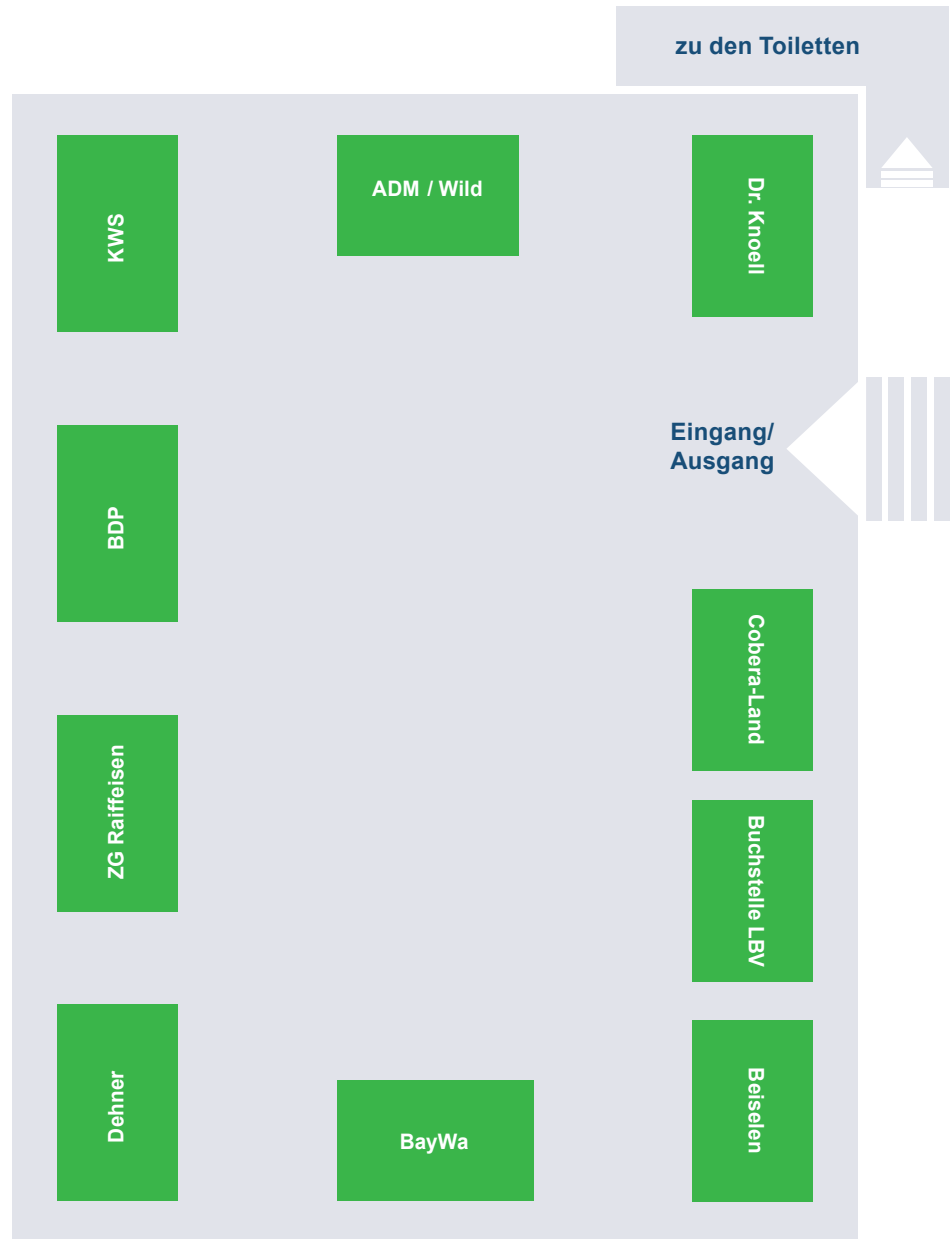 zu den Toiletten
KWS
ADM / Wild
Dr. Knoell
Eingang/
Ausgang
BDP
Cobera-Land
ZG Raiffeisen
Buchstelle LBV
Dehner
BayWa
Beiselen